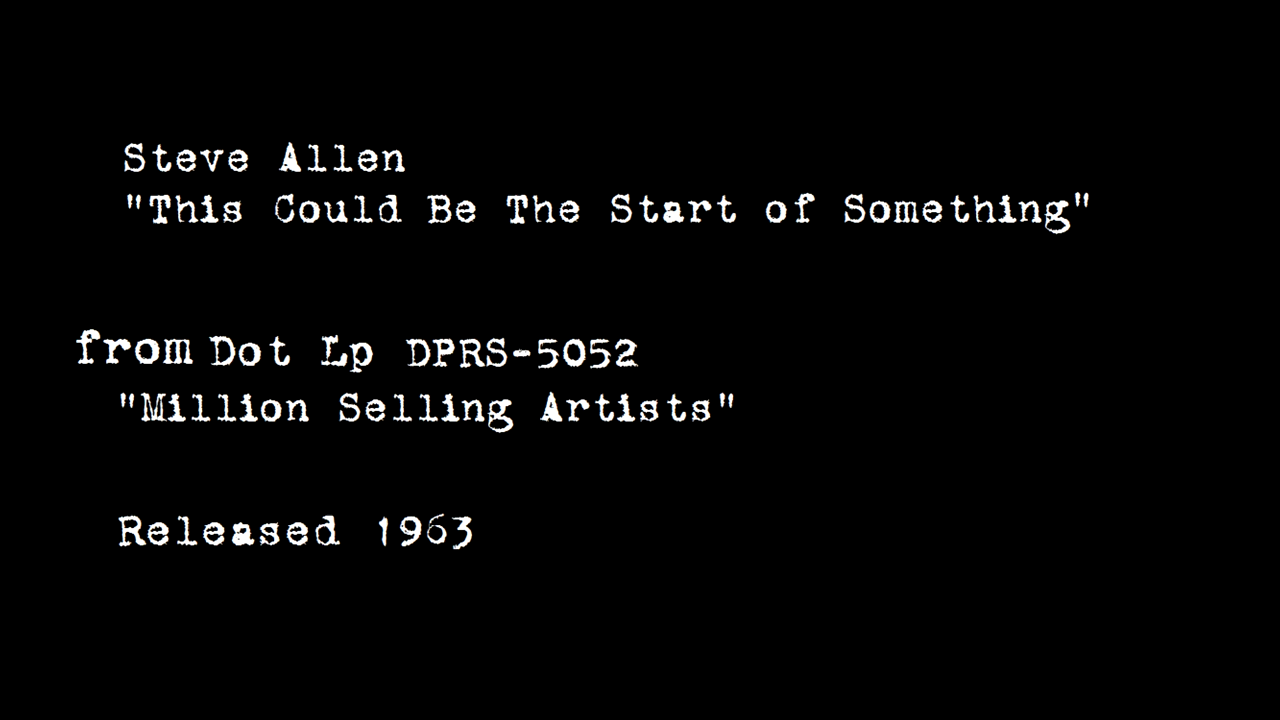 Steve Allen
"This Could Be The Start of Something"
from Dot Lp DPRS-5052
"Million Selling Artists"
Released 1963